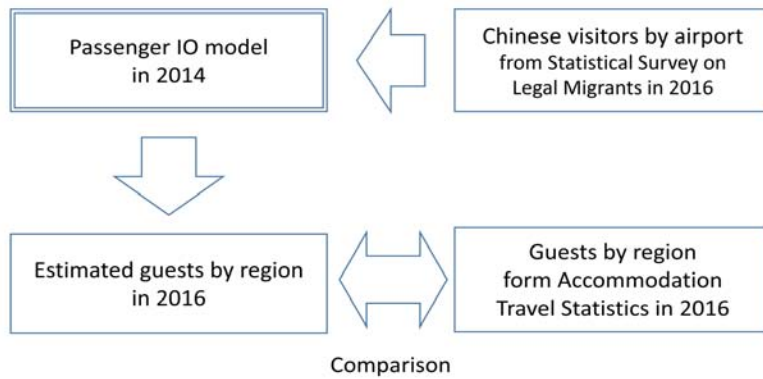 Passenger IO model
in 2014
Chinese visitors by airport
from Statistical Survey on
Legal Migrants in 2016
Estimated guests by region
in 2016
Guests by region
form Accommodation
Travel Statistics in 2016
Comparison